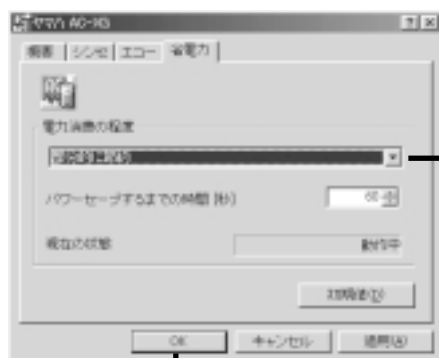 ヤマハ AC-XG
概要 シンセ エコー 省電力
電力消費の程度
パワーセーブするまでの時間 [秒] 60
現在の状態 動作中
初期値(D)
OK キャンセル 適用(A)